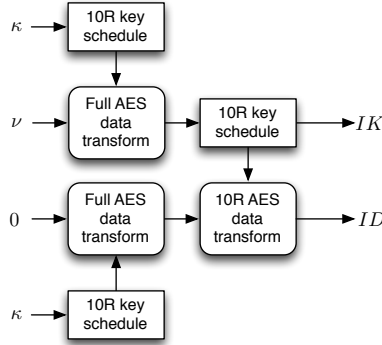 κ
10R key
schedule
ν
Full AES
data
transform
10R key
schedule
IK
0
Full AES
data
transform
10R AES
data
transform
ID
κ
10R key
schedule